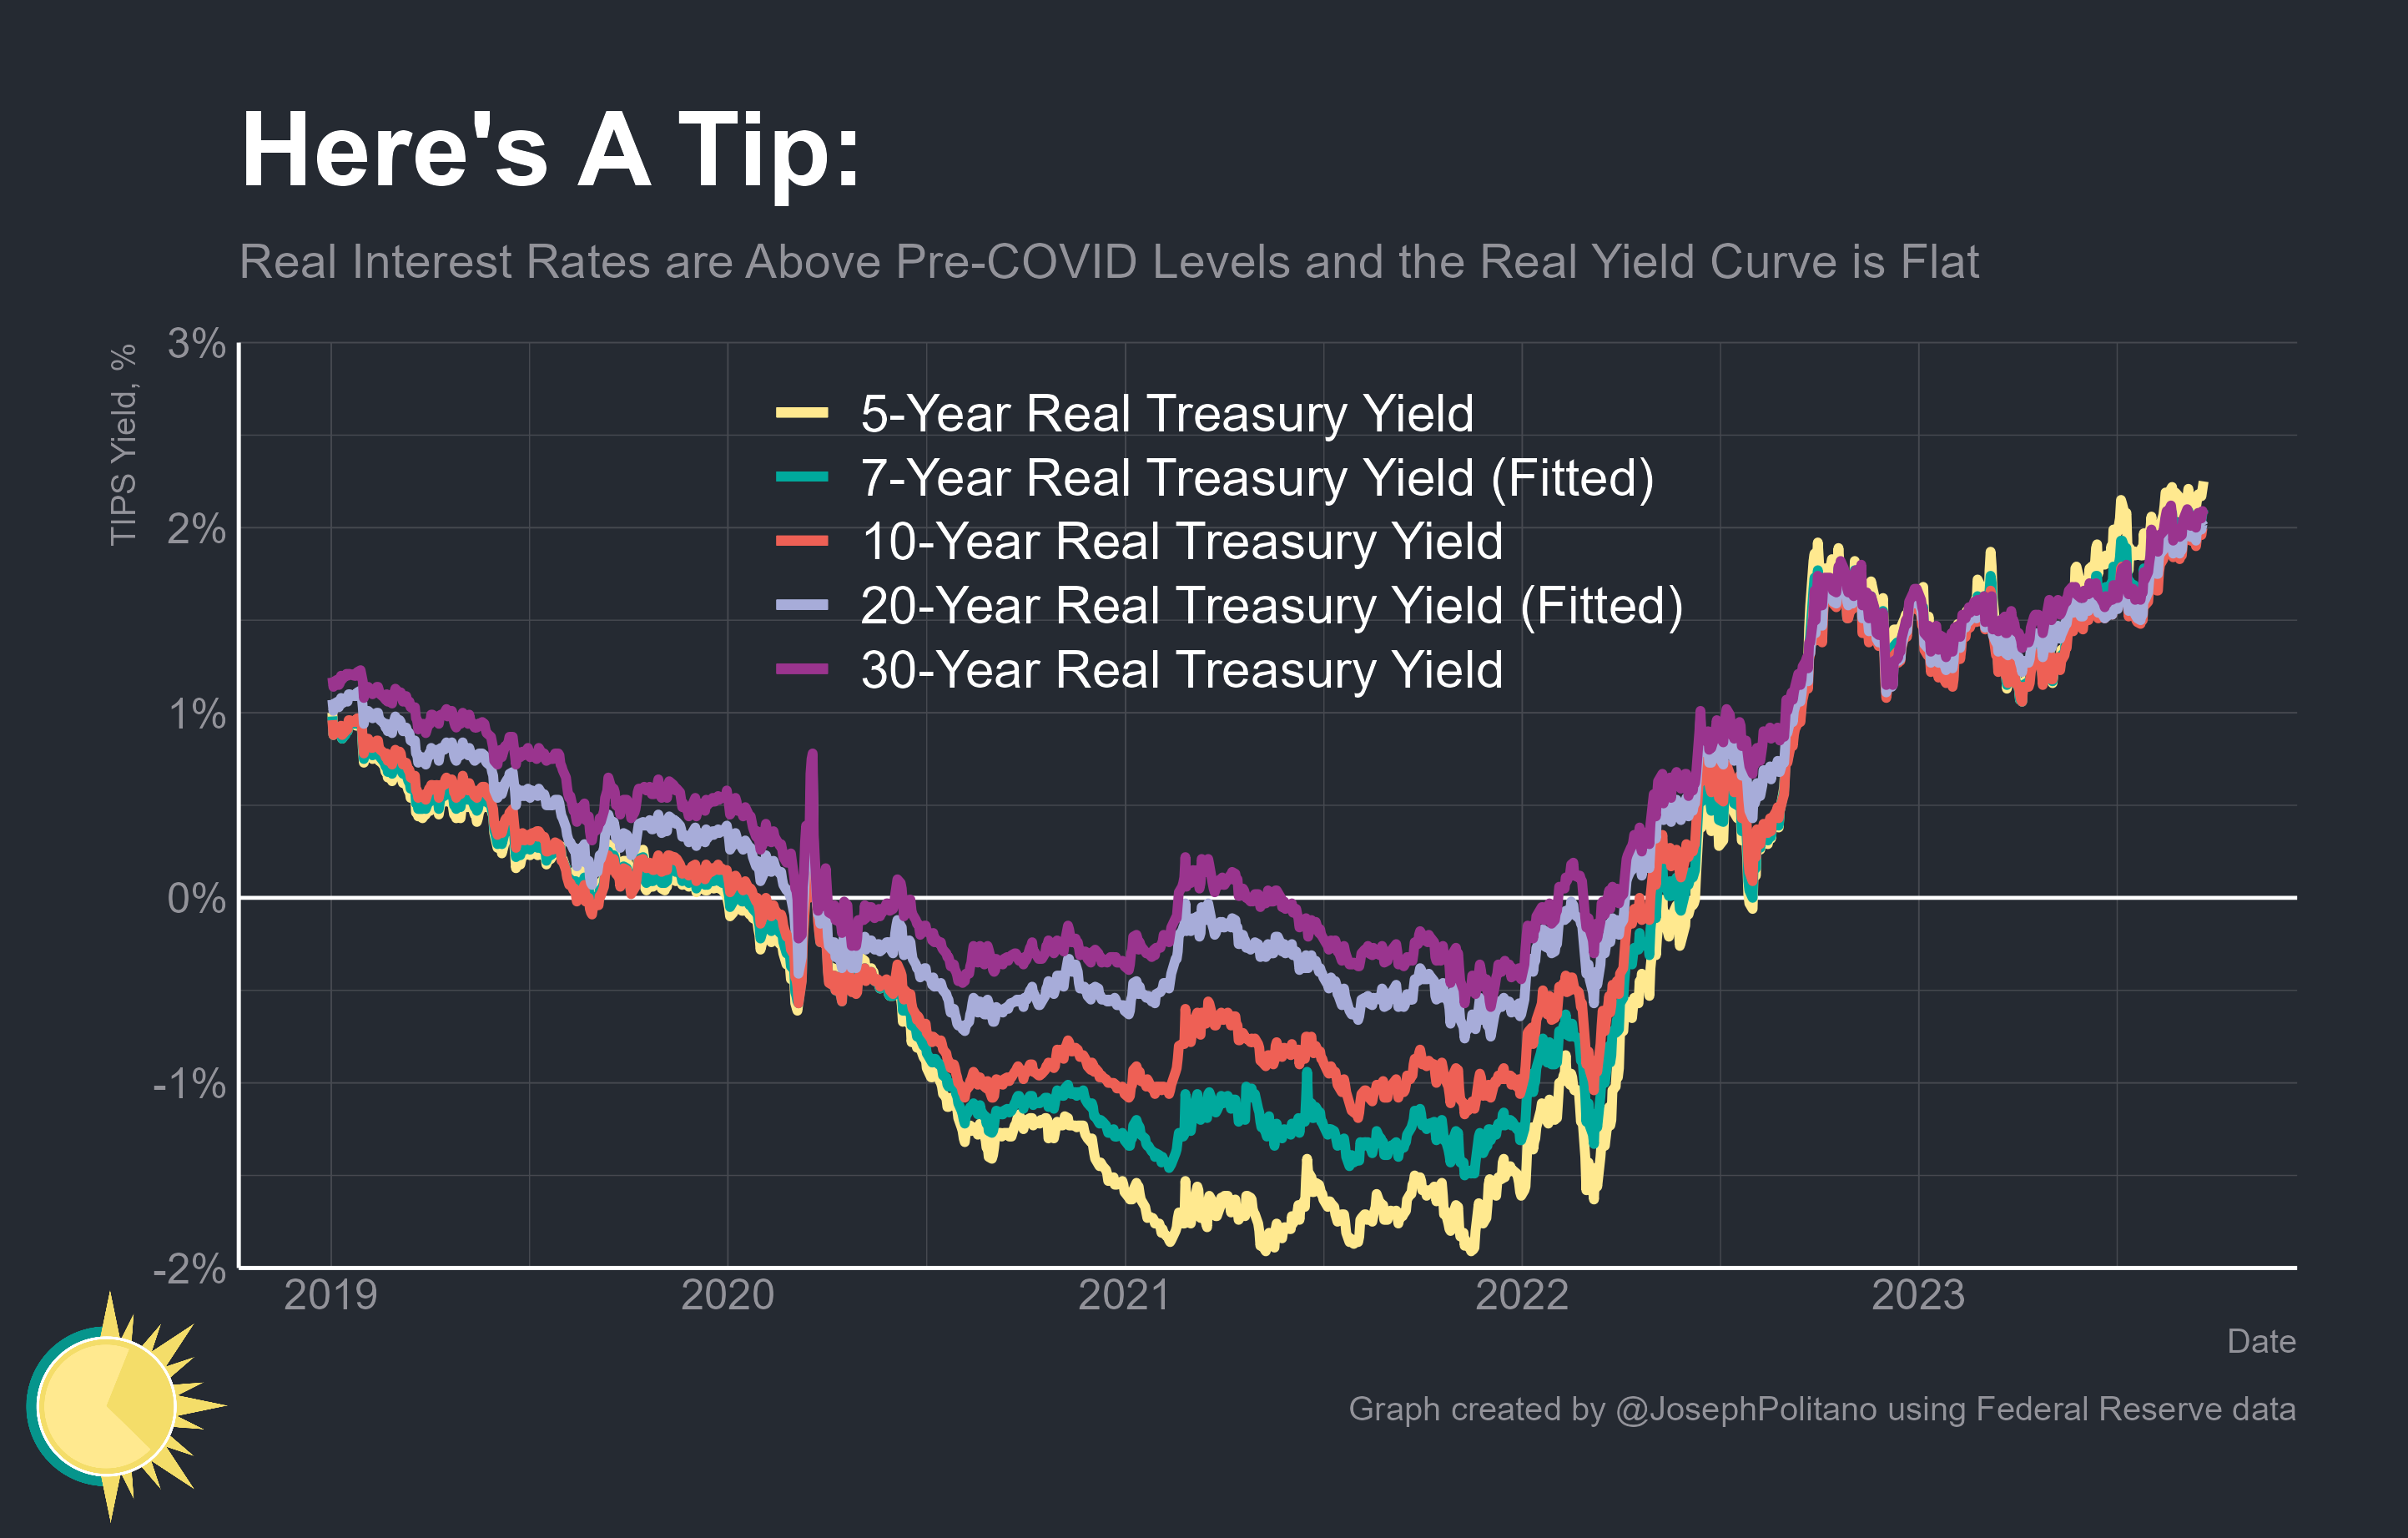 Here's A Tip:
Real Interest Rates are Above Pre-COVID Levels and the Real Yield Curve is Flat
TIPS Yield, %
3%
2%
1%
0%
-1%
-2%
5-Year Real Treasury Yield
7-Year Real Treasury Yield (Fitted)
10-Year Real Treasury Yield
20-Year Real Treasury Yield (Fitted)
30-Year Real Treasury Yield
2019 2020 2021 2022 2023
Date
Graph created by @JosephPolitano using Federal Reserve data